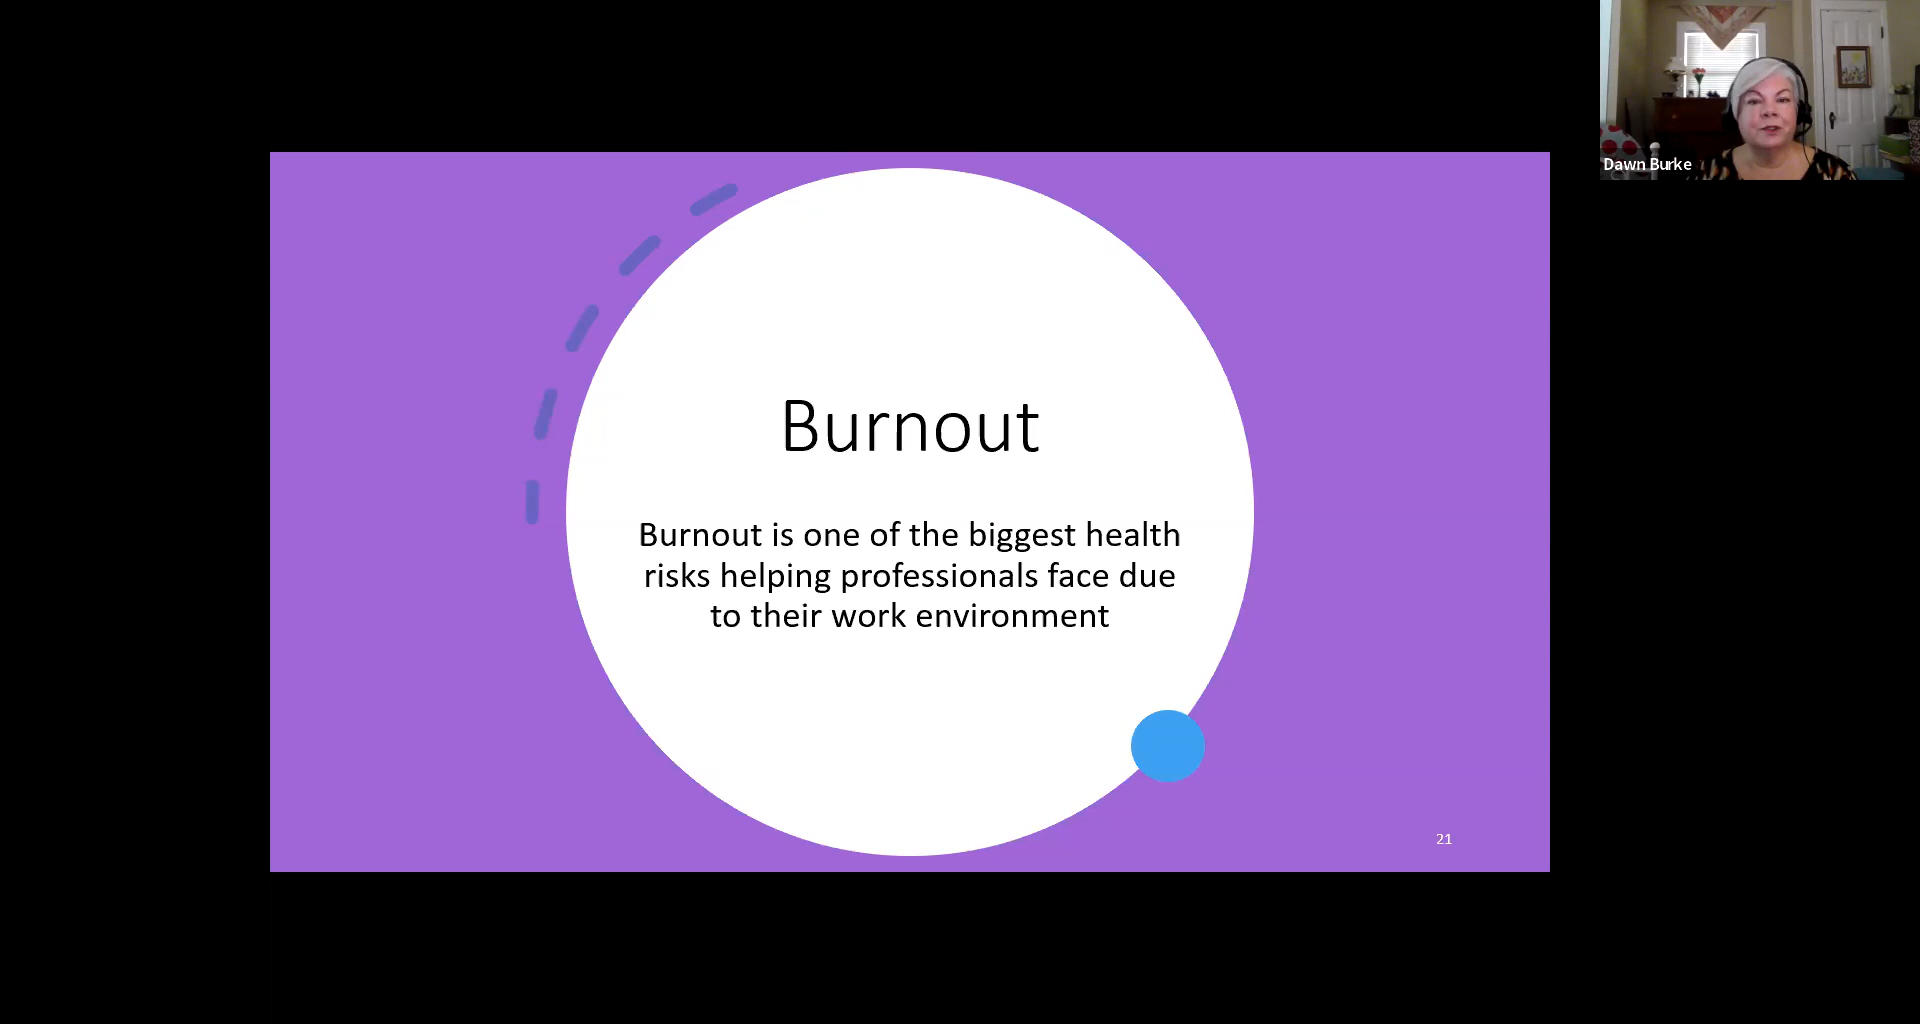 Dawn Burke
Burnout
Burnout is one of the biggest health
risks helping professionals face due
to their work environment
21